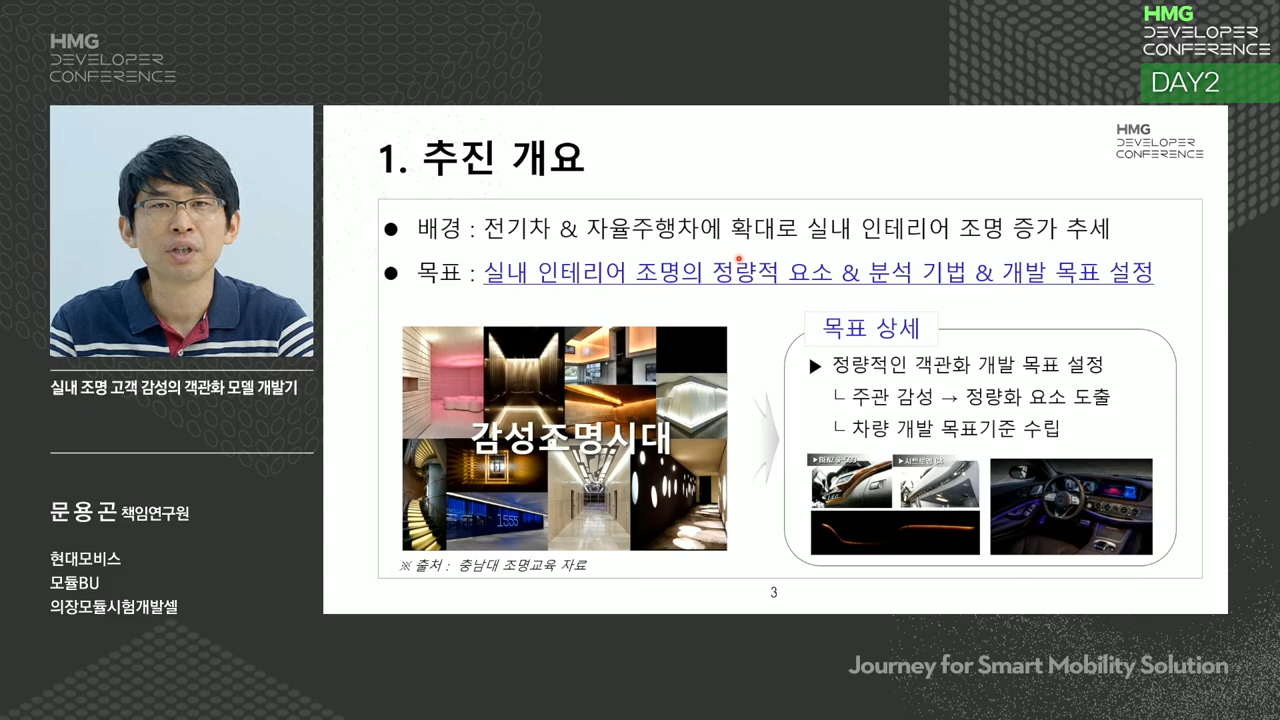 HMG
DEVELOPER
CONFERENCE
HMG
DEVELOPER
CONFERENCE
DAY2
실내 조명 고객 감성의 객관화 모델 개발기
문용곤 책임연구원
현대모비스
모듈BU
의장모듈시험개발셀
HMG
DEVELOPER
CONFERENCE
1. 추진 개요
● 배경 : 전기차 & 자율주행차에 확대로 실내 인테리어 조명 증가 추세
● 목표 : 실내 인테리어 조명의 정량적 요소 & 분석 기법 & 개발 목표 설정
감성조명시대
1555
※ 출처 : 충남대 조명교육 자료
목표 상세
▶ 정량적인 객관화 개발 목표 설정
└ 주관 감성 → 정량화 요소 도출
└ 차량 개발 목표기준 수립
▶BENZ S-500
▶시트로엥 C4
3
Journey for Smart Mobility Solution